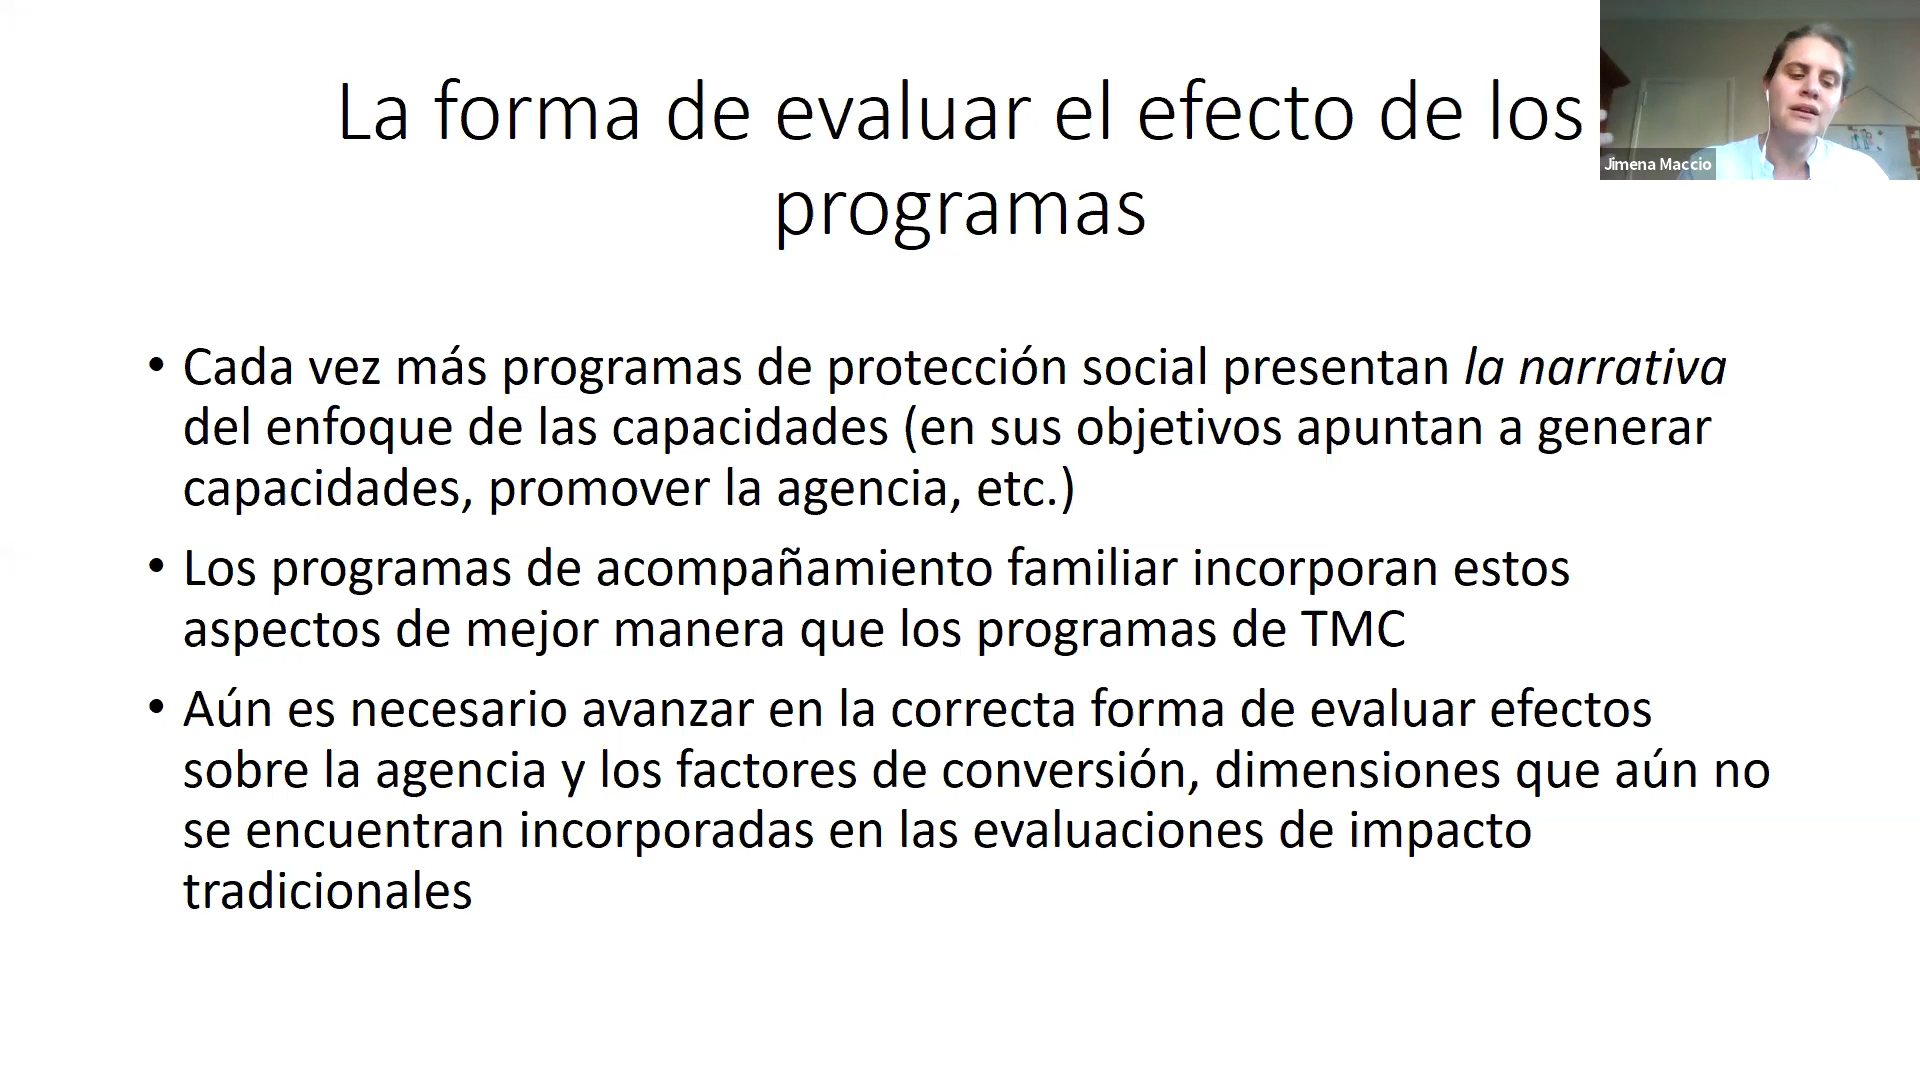 La forma de evaluar el efecto de los
programas
Jimena Maccio
• Cada vez más programas de protección social presentan la narrativa
del enfoque de las capacidades (en sus objetivos apuntan a generar
capacidades, promover la agencia, etc.)
• Los programas de acompañamiento familiar incorporan estos
aspectos de mejor manera que los programas de TMC
• Aún es necesario avanzar en la correcta forma de evaluar efectos
sobre la agencia y los factores de conversión, dimensiones que aún no
se encuentran incorporadas en las evaluaciones de impacto
tradicionales